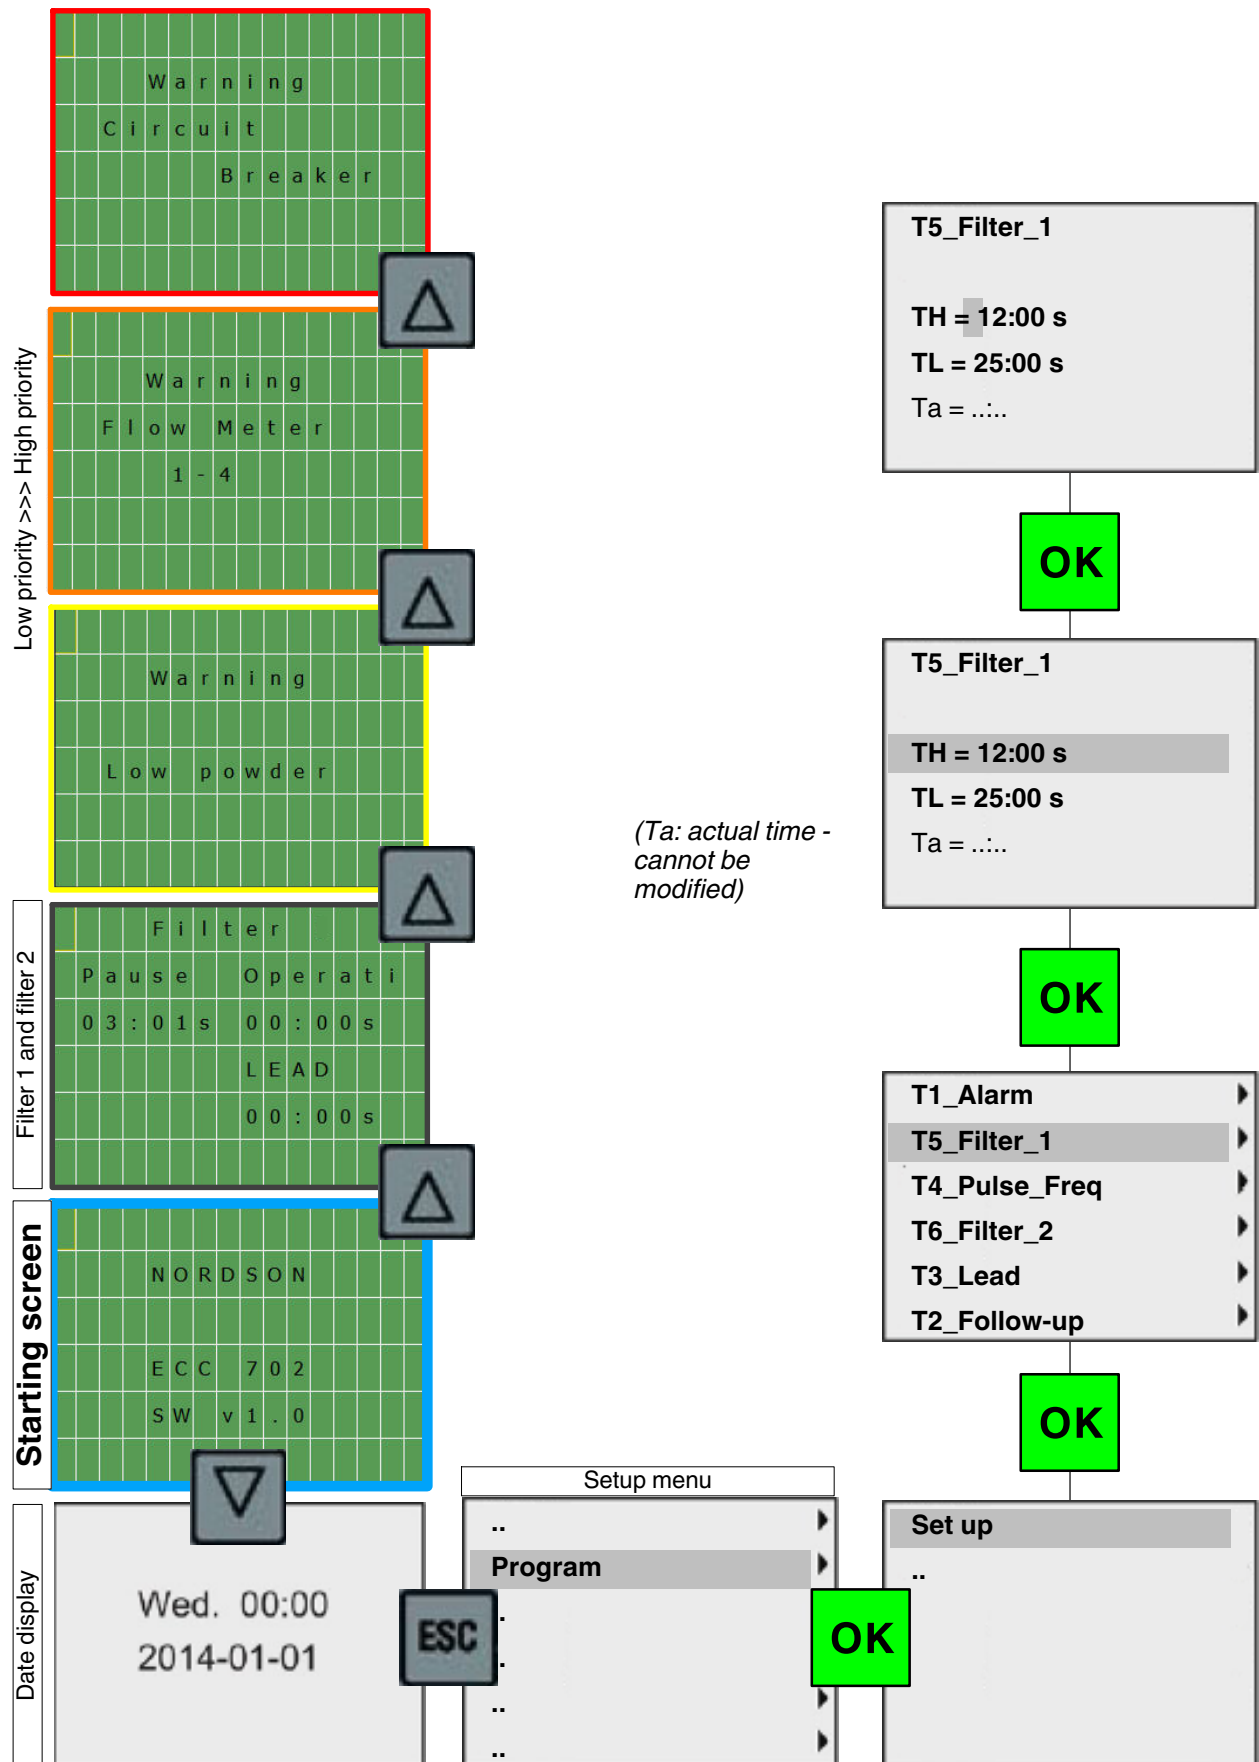 Warning
Circuit
Breaker
Low priority >>> High priority
Warning
Flow Meter
1-4
Warning
Low powder
Filter 1 and filter 2
Filter
Pause Operati
03:01s 00:00s
LEAD
00:00s
Starting screen
NORDSON
ECC 702
SW v1.0
Date display
Wed. 00:00
2014-01-01
ESC
Setup menu
..
Program
.
.
..
..
OK
Set up
..
OK
T1_Alarm
T5_Filter_1
T4_Pulse_Freq
T6_Filter_2
T3_Lead
T2_Follow-up
OK
T5_Filter_1
TH = 12:00 s
TL = 25:00 s
Ta = ..:..
(Ta: actual time -
cannot be
modified)
OK
T5_Filter_1
TH = 12:00 s
TL = 25:00 s
Ta = ..:..